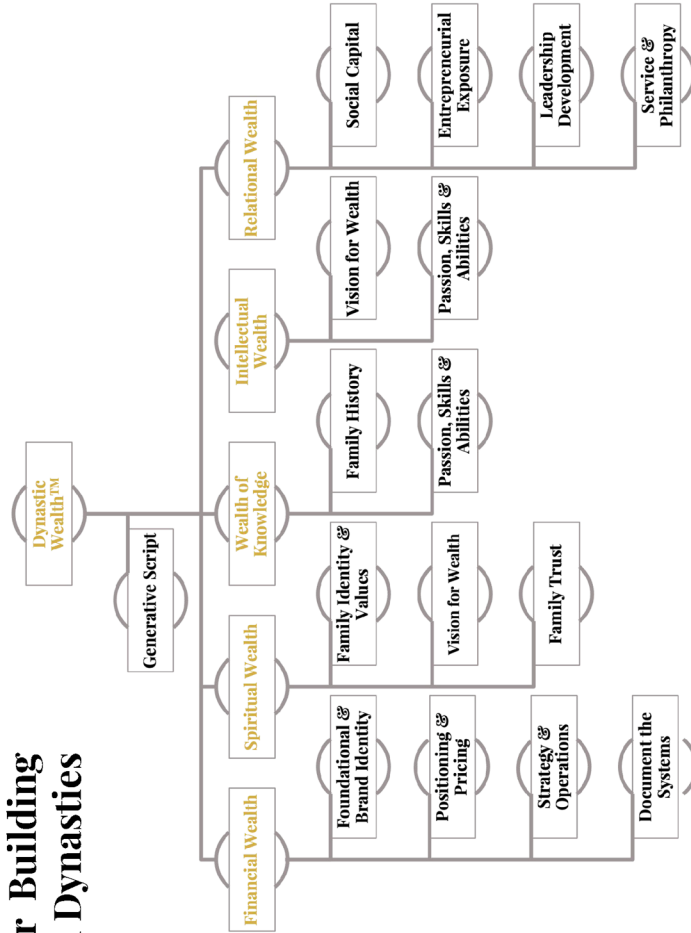 r Building
Dynasties
Dynastic
Wealth™
Generative Script
Financial Wealth
Foundational &
Brand Identity
Positioning &
Pricing
Strategy &
Operations
Document the
Systems
Spiritual Wealth
Family Identity &
Values
Vision for Wealth
Family Trust
Wealth of
Knowledge
Family History
Passion, Skills &
Abilities
Intellectual
Wealth
Vision for Wealth
Passion, Skills &
Abilities
Relational Wealth
Social Capital
Entrepreneurial
Exposure
Leadership
Development
Service &
Philanthropy